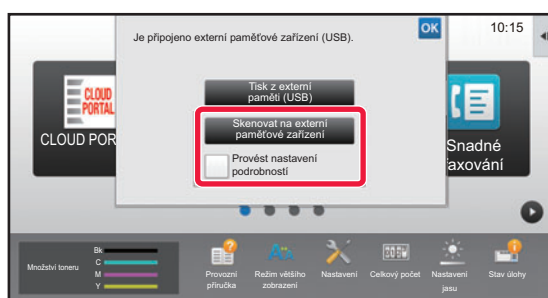 Je připojeno externí paměťové zařízení (USB).
OK
10:15
Tisk z externí
paměti (USB)
Skenovat na externí
paměťové zařízení
Provést nastavení
podrobností
CLOUD
PORTAL
CLOUD POR
Snadné
faxování
Množství toneru
Bk
C
M
Y
Provozní
příručka
Režim většího
zobrazení
Nastavení
Celkový počet
Nastavení
jasu
Stav úlohy